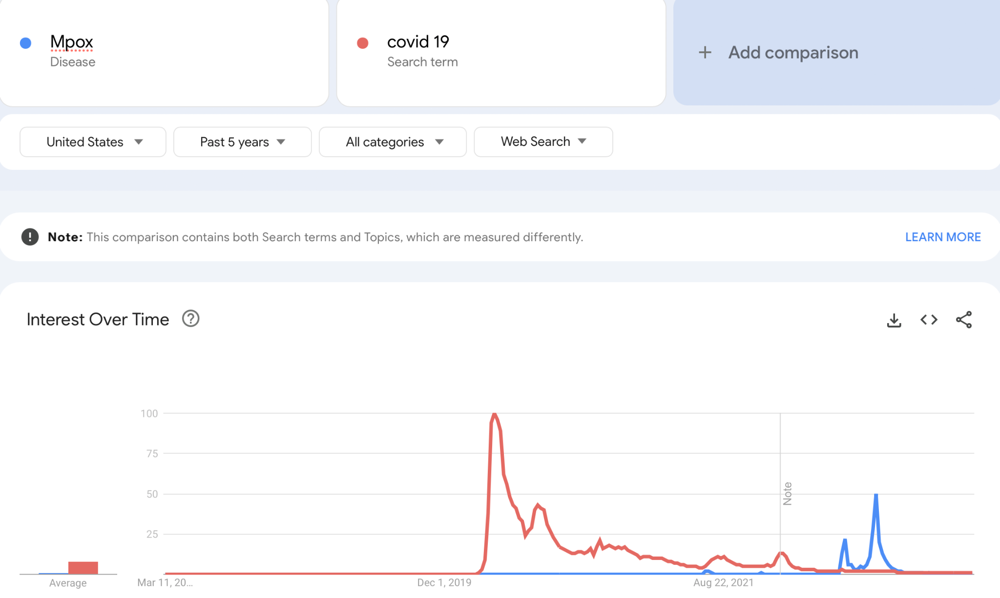 Mpox
Disease
covid 19
Search term
+ Add comparison
United States
Past 5 years
All categories
Web Search
! Note: This comparison contains both Search terms and Topics, which are measured differently.
LEARN MORE
Interest Over Time ?
100
75
50
25
Note
Average
Mar 11, 20...
Dec 1, 2019
Aug 22, 2021